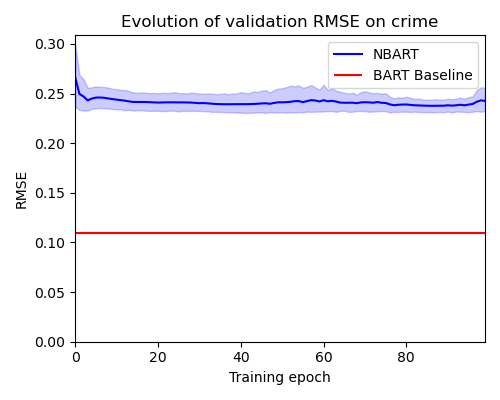 Evolution of validation RMSE on crime
NBART
BART Baseline
RMSE
0.30
0.25
0.20
0.15
0.10
0.05
0.00
0 20 40 60 80
Training epoch